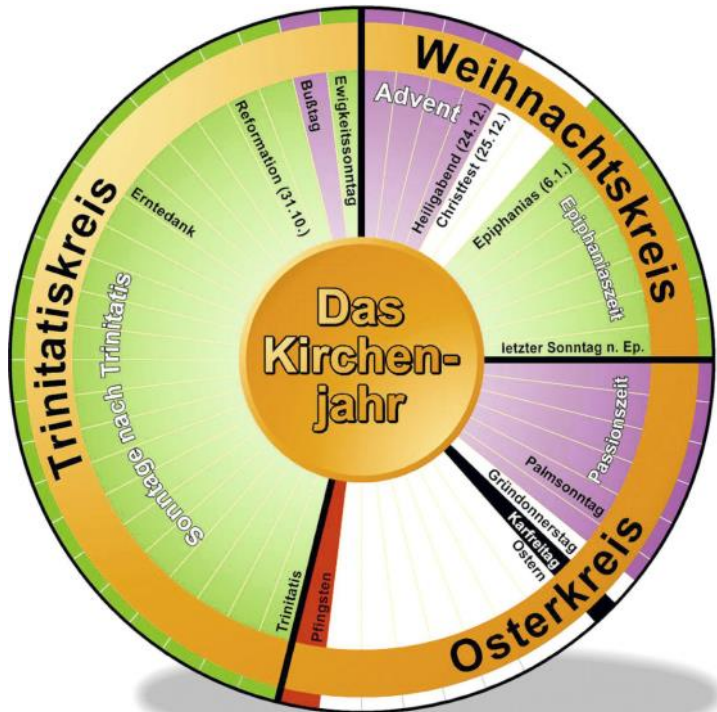 Das
Kirchen-
jahr
Weihnachtskreis
Advent
Heiligabend (24.12.)
Christfest (25.12.)
Epiphanias (6.1.)
Epiphaniaszeit
letzter Sonntag n. Ep.
Osterkreis
Passionszeit
Palmsonntag
Gründonnerstag
Karfreitag
Ostern
Pfingsten
Trinitatiskreis
Trinitatis
Sonntage nach Trinitatis
Erntedank
Reformation (31.10.)
Bußtag
Ewigkeitssonntag